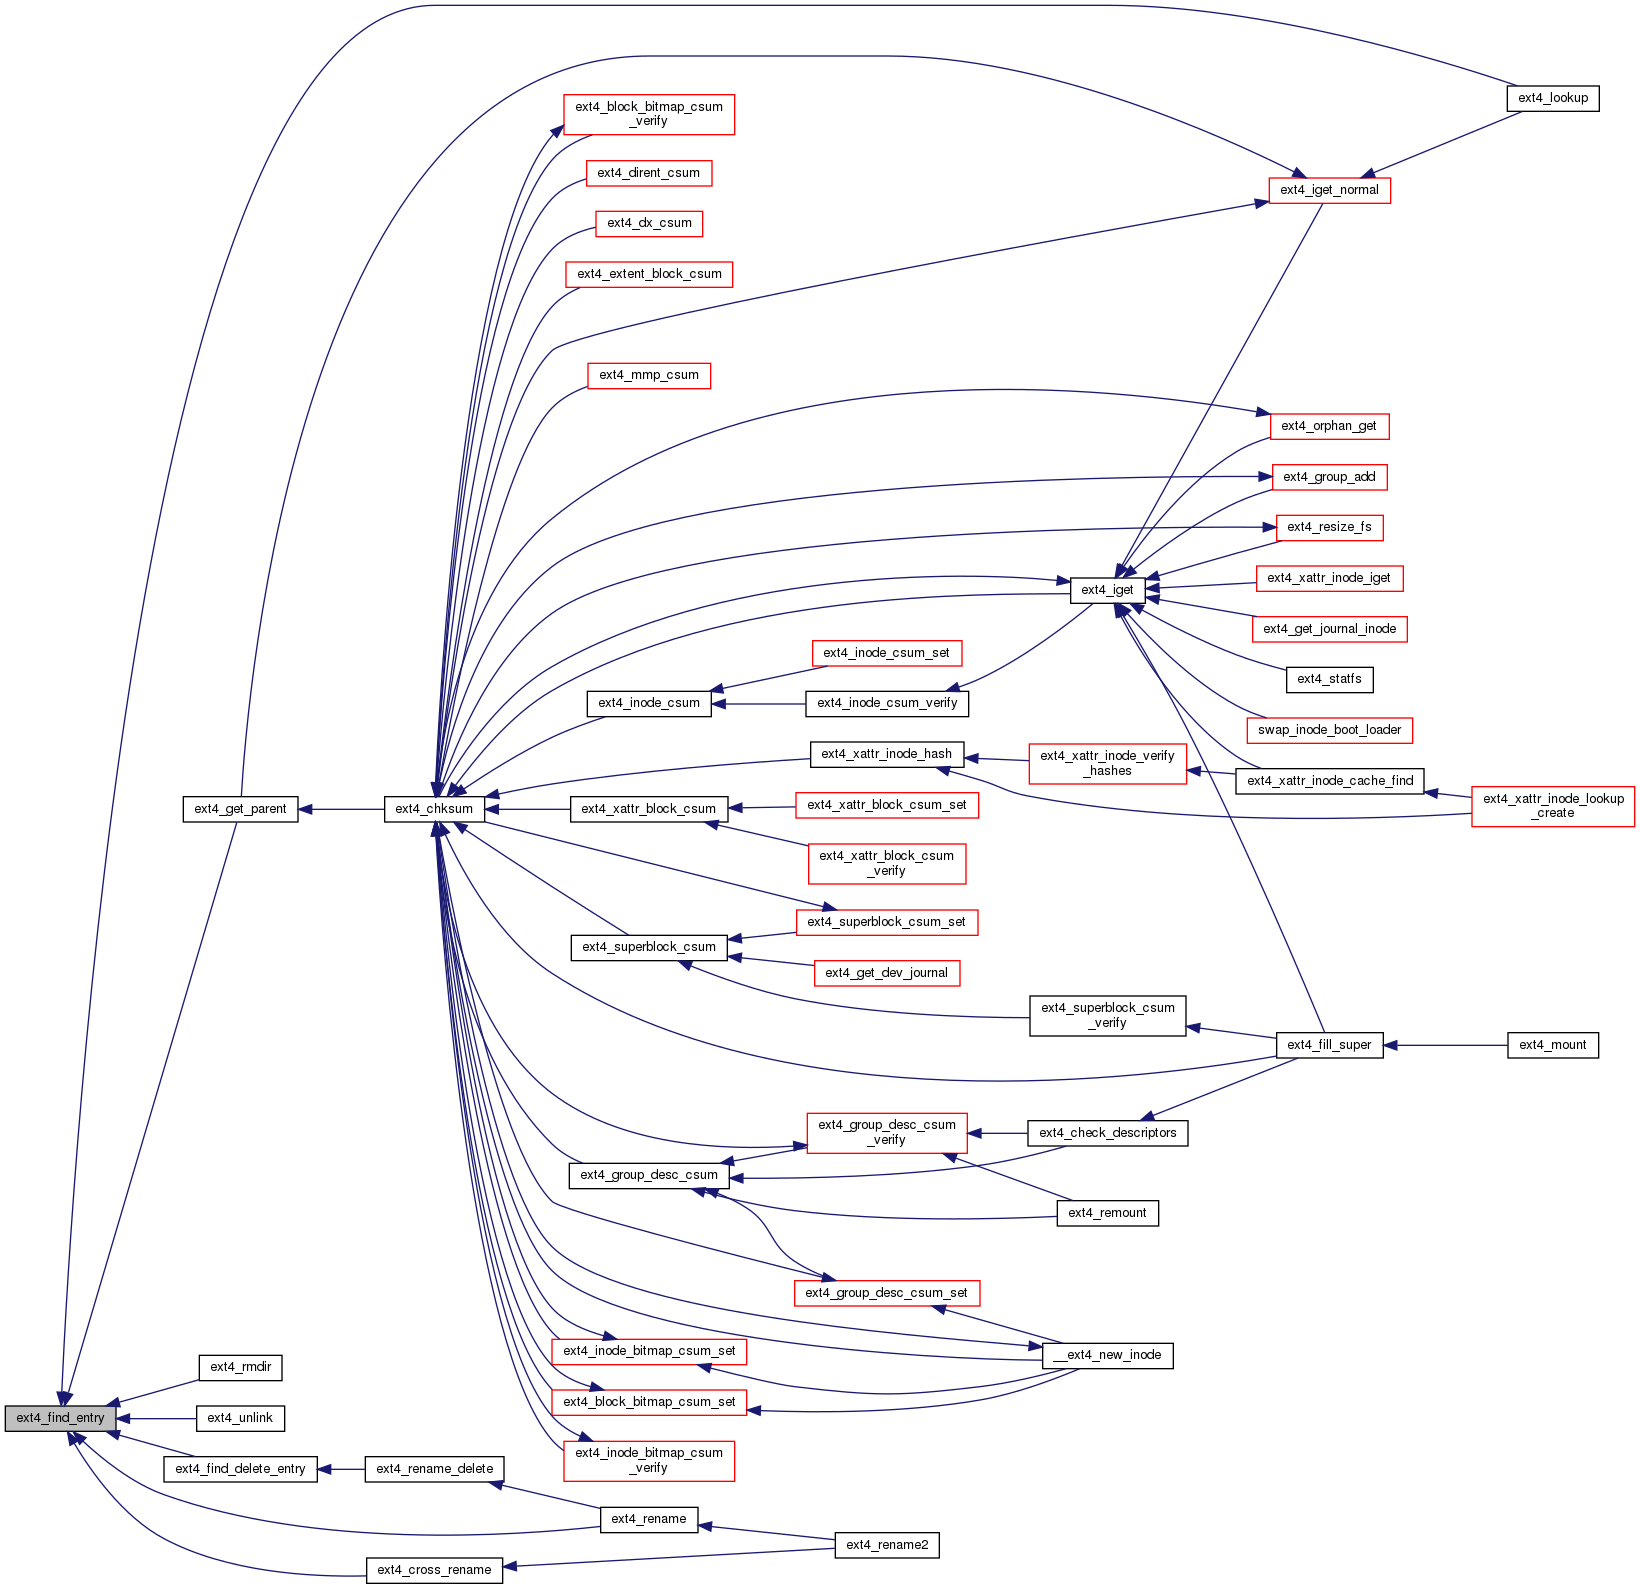 ext4_lookup
ext4_block_bitmap_csum
_verify
ext4_dirent_csum
ext4_iget_normal
ext4_dx_csum
ext4_extent_block_csum
ext4_mmp_csum
ext4_orphan_get
ext4_group_add
ext4_resize_fs
ext4_xattr_inode_iget
ext4_iget
ext4_get_journal_inode
ext4_inode_csum_set
ext4_statfs
ext4_inode_csum
ext4_inode_csum_verify
swap_inode_boot_loader
ext4_xattr_inode_hash
ext4_xattr_inode_verify
_hashes
ext4_xattr_inode_cache_find
ext4_xattr_inode_lookup
_create
ext4_get_parent
ext4_chksum
ext4_xattr_block_csum
ext4_xattr_block_csum_set
ext4_xattr_block_csum
_verify
ext4_superblock_csum_set
ext4_superblock_csum
ext4_get_dev_journal
ext4_superblock_csum
_verify
ext4_fill_super
ext4_mount
ext4_group_desc_csum
_verify
ext4_check_descriptors
ext4_group_desc_csum
ext4_remount
ext4_group_desc_csum_set
ext4_inode_bitmap_csum_set
__ext4_new_inode
ext4_rmdir
ext4_block_bitmap_csum_set
ext4_find_entry
ext4_unlink
ext4_inode_bitmap_csum
_verify
ext4_find_delete_entry
ext4_rename_delete
ext4_rename
ext4_rename2
ext4_cross_rename